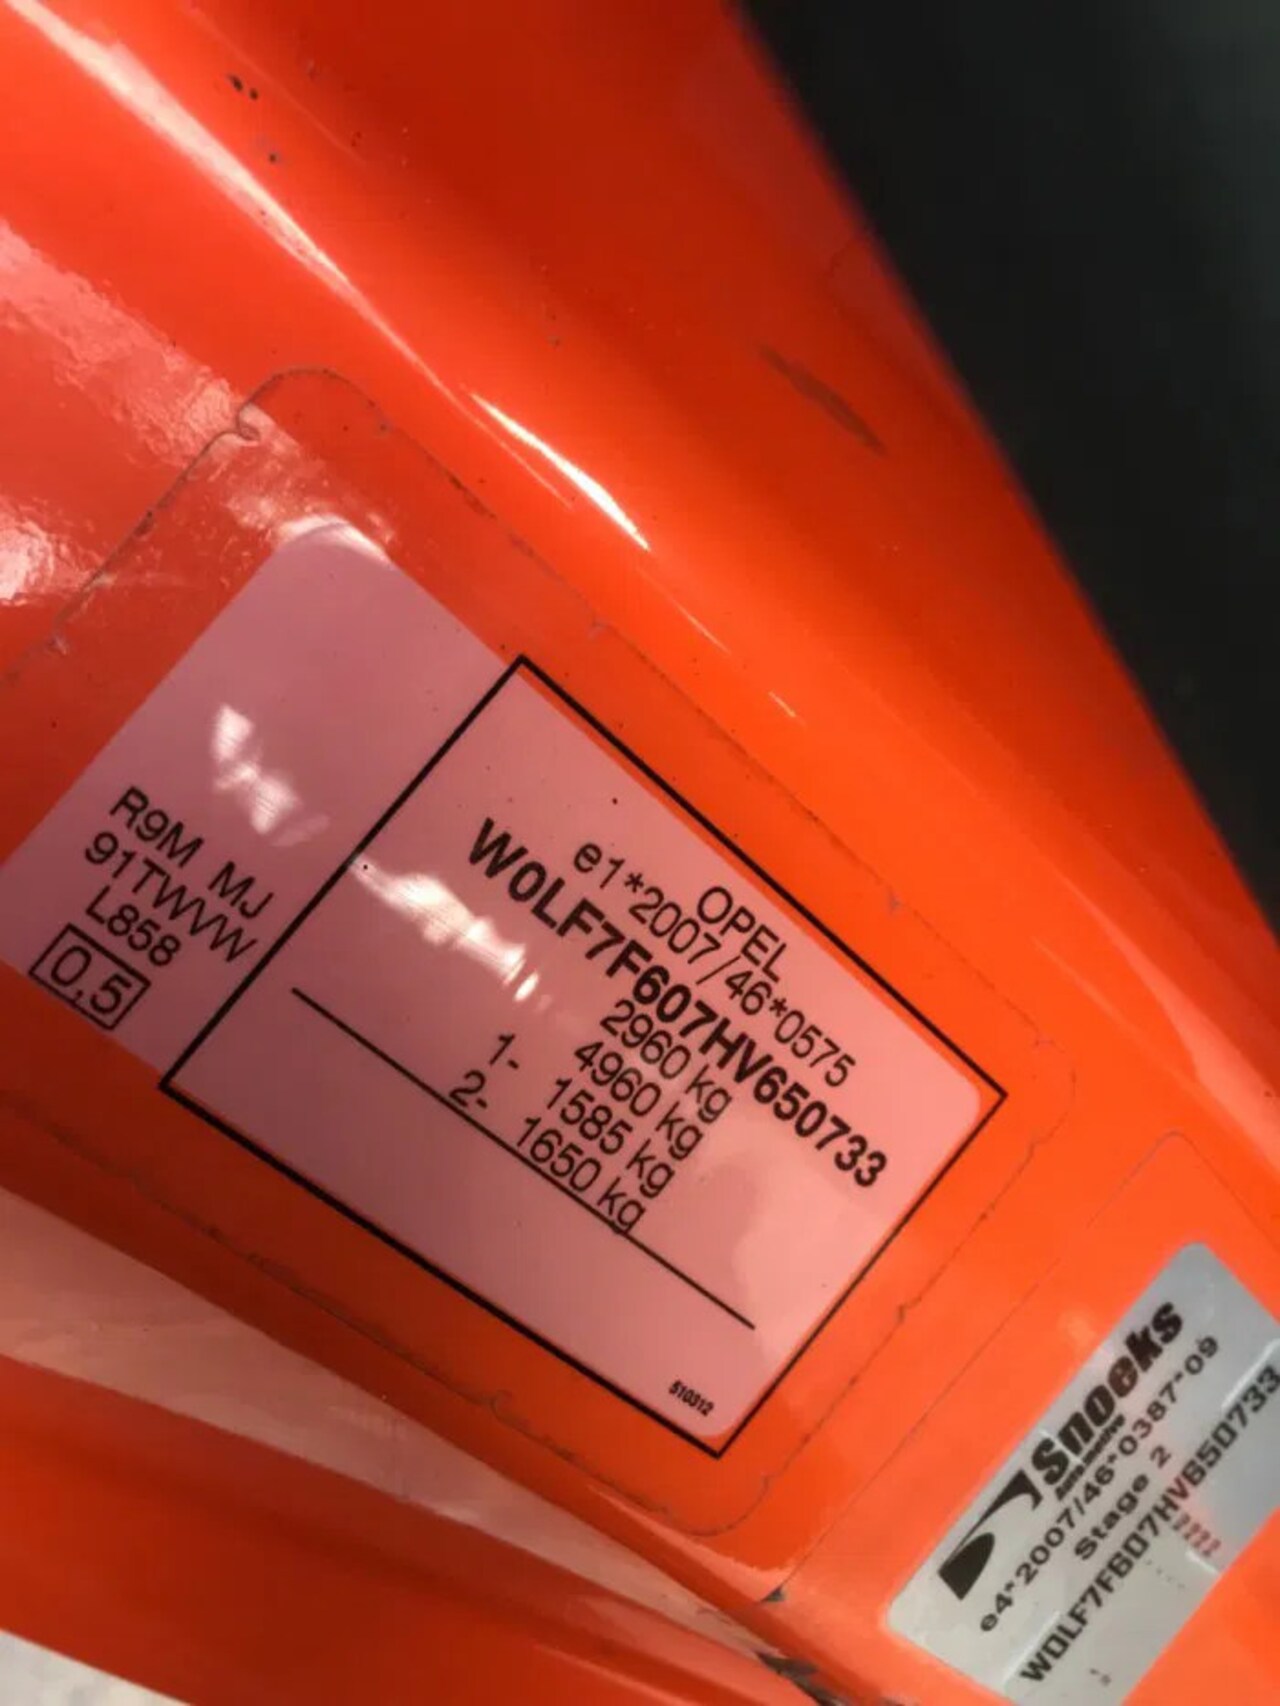 OPEL
e1*2007/46*0575
W0LF7F607HV650733
2960 kg
4960 kg
1- 1585 kg
2- 1650 kg
510312
R9M MJ
91TWVW
L858
0,5
Snoeks
Automotive
e4*2007/46*0387*09
Stage 2
W0LF7F607HV650733